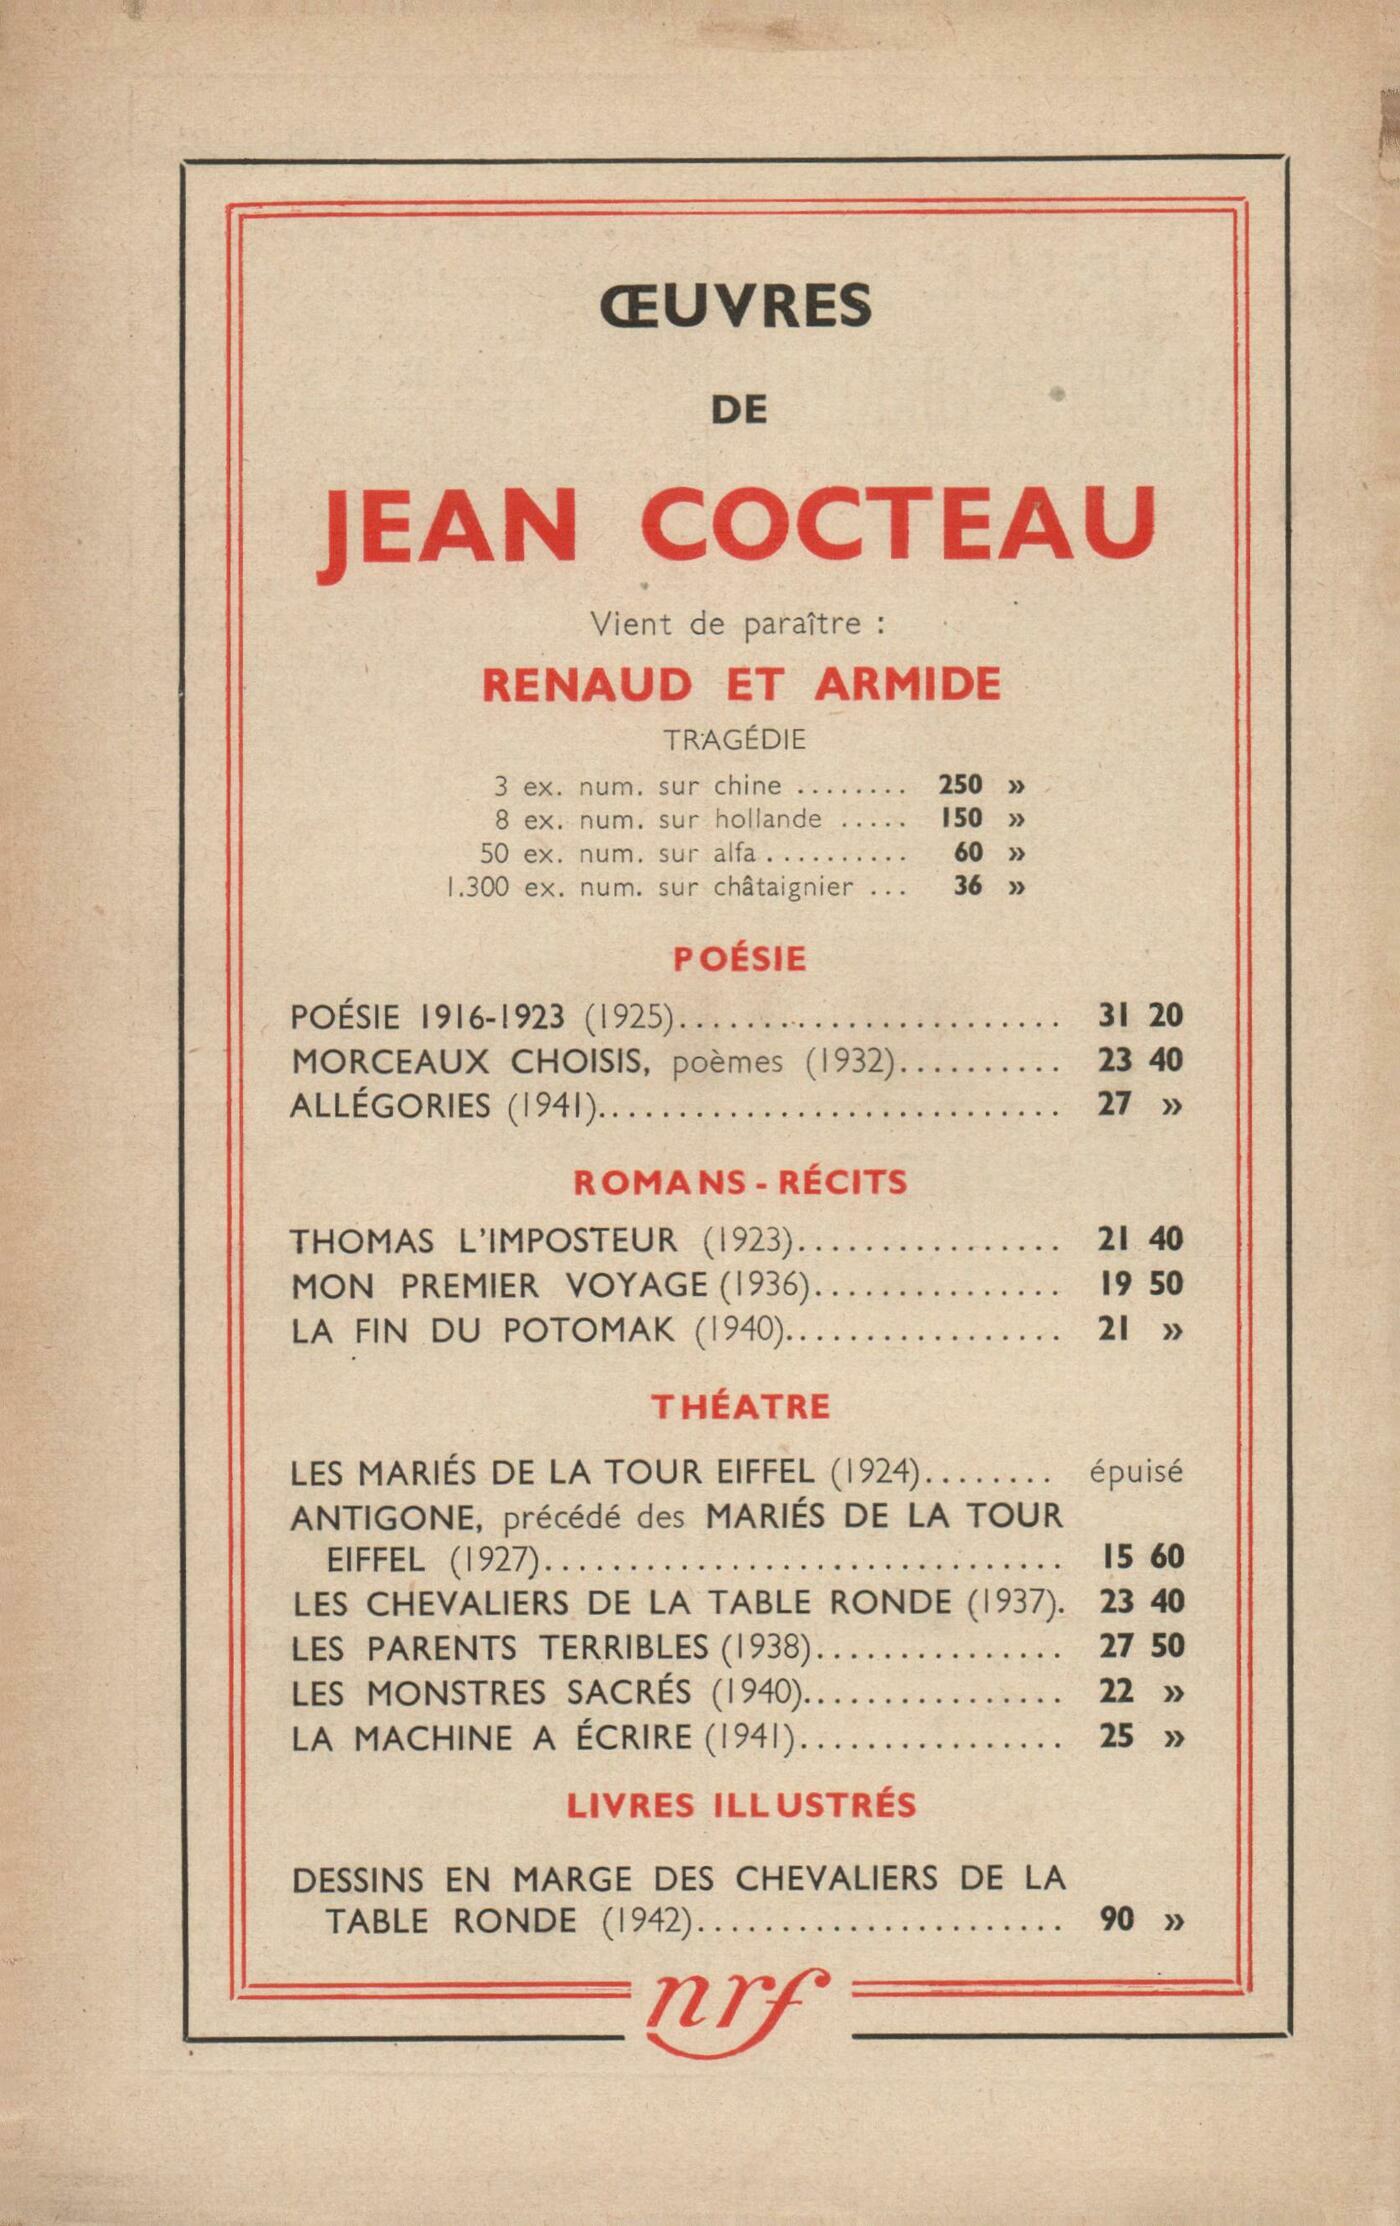 ŒUVRES
DE
JEAN COCTEAU
Vient de paraître :
RENAUD ET ARMIDE
TRAGÉDIE
3 ex. num. sur chine ........ 250 »
8 ex. num. sur hollande ..... 150 »
50 ex. num. sur alfa .......... 60 »
1.300 ex. num. sur châtaignier ... 36 »
POÉSIE
POÉSIE 1916-1923 (1925)........................ 31 20
MORCEAUX CHOISIS, poèmes (1932).......... 23 40
ALLÉGORIES (1941)............................. 27 »
ROMANS - RÉCITS
THOMAS L'IMPOSTEUR (1923)................. 21 40
MON PREMIER VOYAGE (1936)............... 19 50
LA FIN DU POTOMAK (1940)................. 21 »
THÉATRE
LES MARIÉS DE LA TOUR EIFFEL (1924)........ épuisé
ANTIGONE, précédé des MARIÉS DE LA TOUR
EIFFEL (1927)................................ 15 60
LES CHEVALIERS DE LA TABLE RONDE (1937). 23 40
LES PARENTS TERRIBLES (1938)............... 27 50
LES MONSTRES SACRÉS (1940)................ 22 »
LA MACHINE A ÉCRIRE (1941)................ 25 »
LIVRES ILLUSTRÉS
DESSINS EN MARGE DES CHEVALIERS DE LA
TABLE RONDE (1942)....................... 90 »
nrf